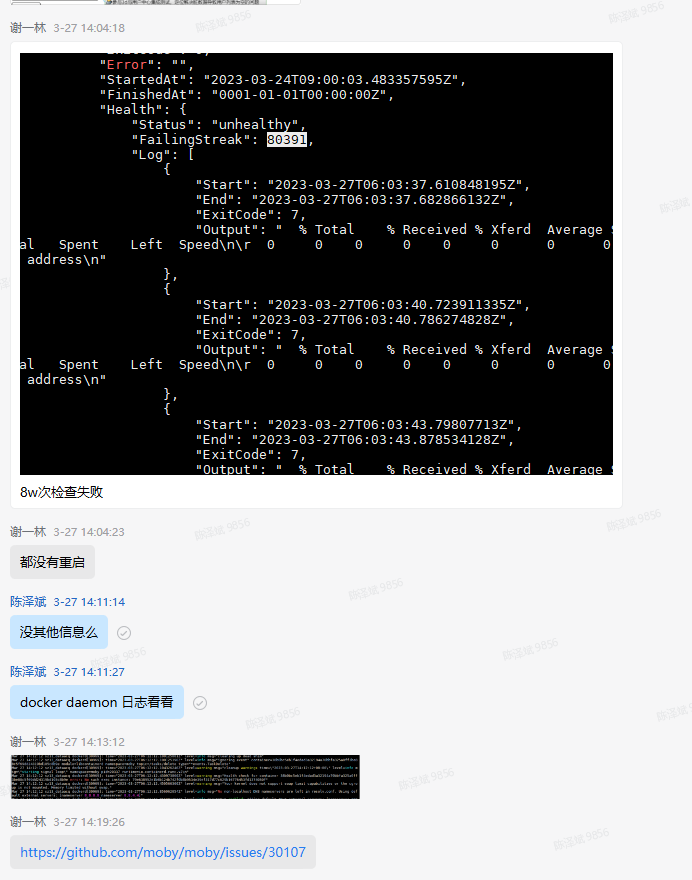 谢一林 3-27 14:04:18
"Error": "",
"StartedAt": "2023-03-24T09:00:03.483357595Z",
"FinishedAt": "0001-01-01T00:00:00Z",
"Health": {
"Status": "unhealthy",
"FailingStreak": 80391,
"Log": [
{
"Start": "2023-03-27T06:03:37.610848195Z",
"End": "2023-03-27T06:03:37.682866132Z",
"ExitCode": 7,
"Output": " % Total % Received % Xferd Average
al Spent Left Speed\n\r 0 0 0 0 0 0 0 0
address\n"
},
{
"Start": "2023-03-27T06:03:40.723911335Z",
"End": "2023-03-27T06:03:40.786274828Z",
"ExitCode": 7,
"Output": " % Total % Received % Xferd Average
al Spent Left Speed\n\r 0 0 0 0 0 0 0 0
address\n"
},
{
"Start": "2023-03-27T06:03:43.79807713Z",
"End": "2023-03-27T06:03:43.878534128Z",
"ExitCode": 7,
"Output": " % Total % Received % Xferd Average
8w次检查失败
谢一林 3-27 14:04:23
都没有重启
陈泽斌 3-27 14:11:14
没其他信息么
陈泽斌 3-27 14:11:27
docker daemon 日志看看
谢一林 3-27 14:13:12
谢一林 3-27 14:19:26
https://github.com/moby/moby/issues/30107
陈泽斌 9856